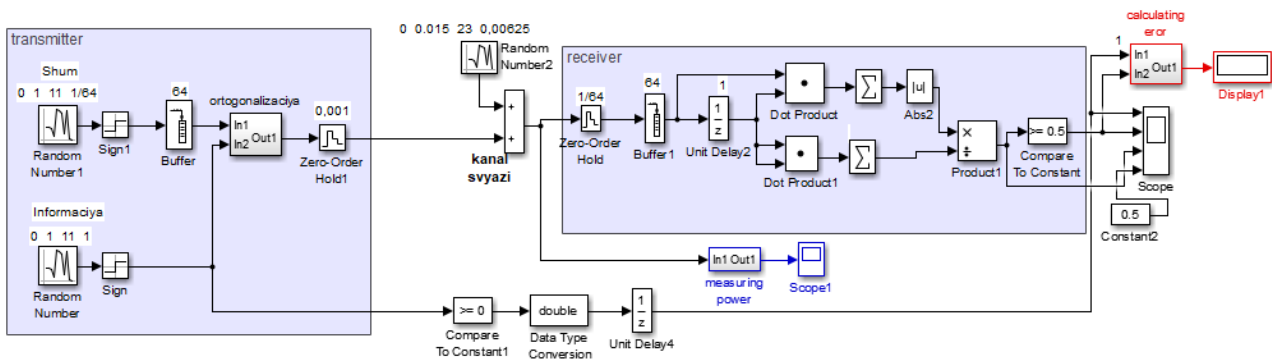 transmitter
Shum
0 1 11 1/64
Random
Number1
Sign1
64
Buffer
ortogonalizaciya
In1
In2
Out1
0,001
Zero-Order
Hold1
Informaciya
0 1 11 1
Random
Number
Sign
0 0.015 23 0,00625
Random
Number2
+
+
kanal
svyazi
receiver
1/64
Zero-Order
Hold
64
Buffer1
1
1
z
Unit Delay2
Dot Product
Dot Product1
∑
∑
|u|
Abs2
×
÷
Product1
>= 0.5
Compare
To Constant
calculating
eror
1
In1
In2
Out1
Display1
Scope
0.5
Constant2
In1 Out1
measuring
power
Scope1
>= 0
Compare
To Constant1
double
Data Type
Conversion
1
z
Unit Delay4